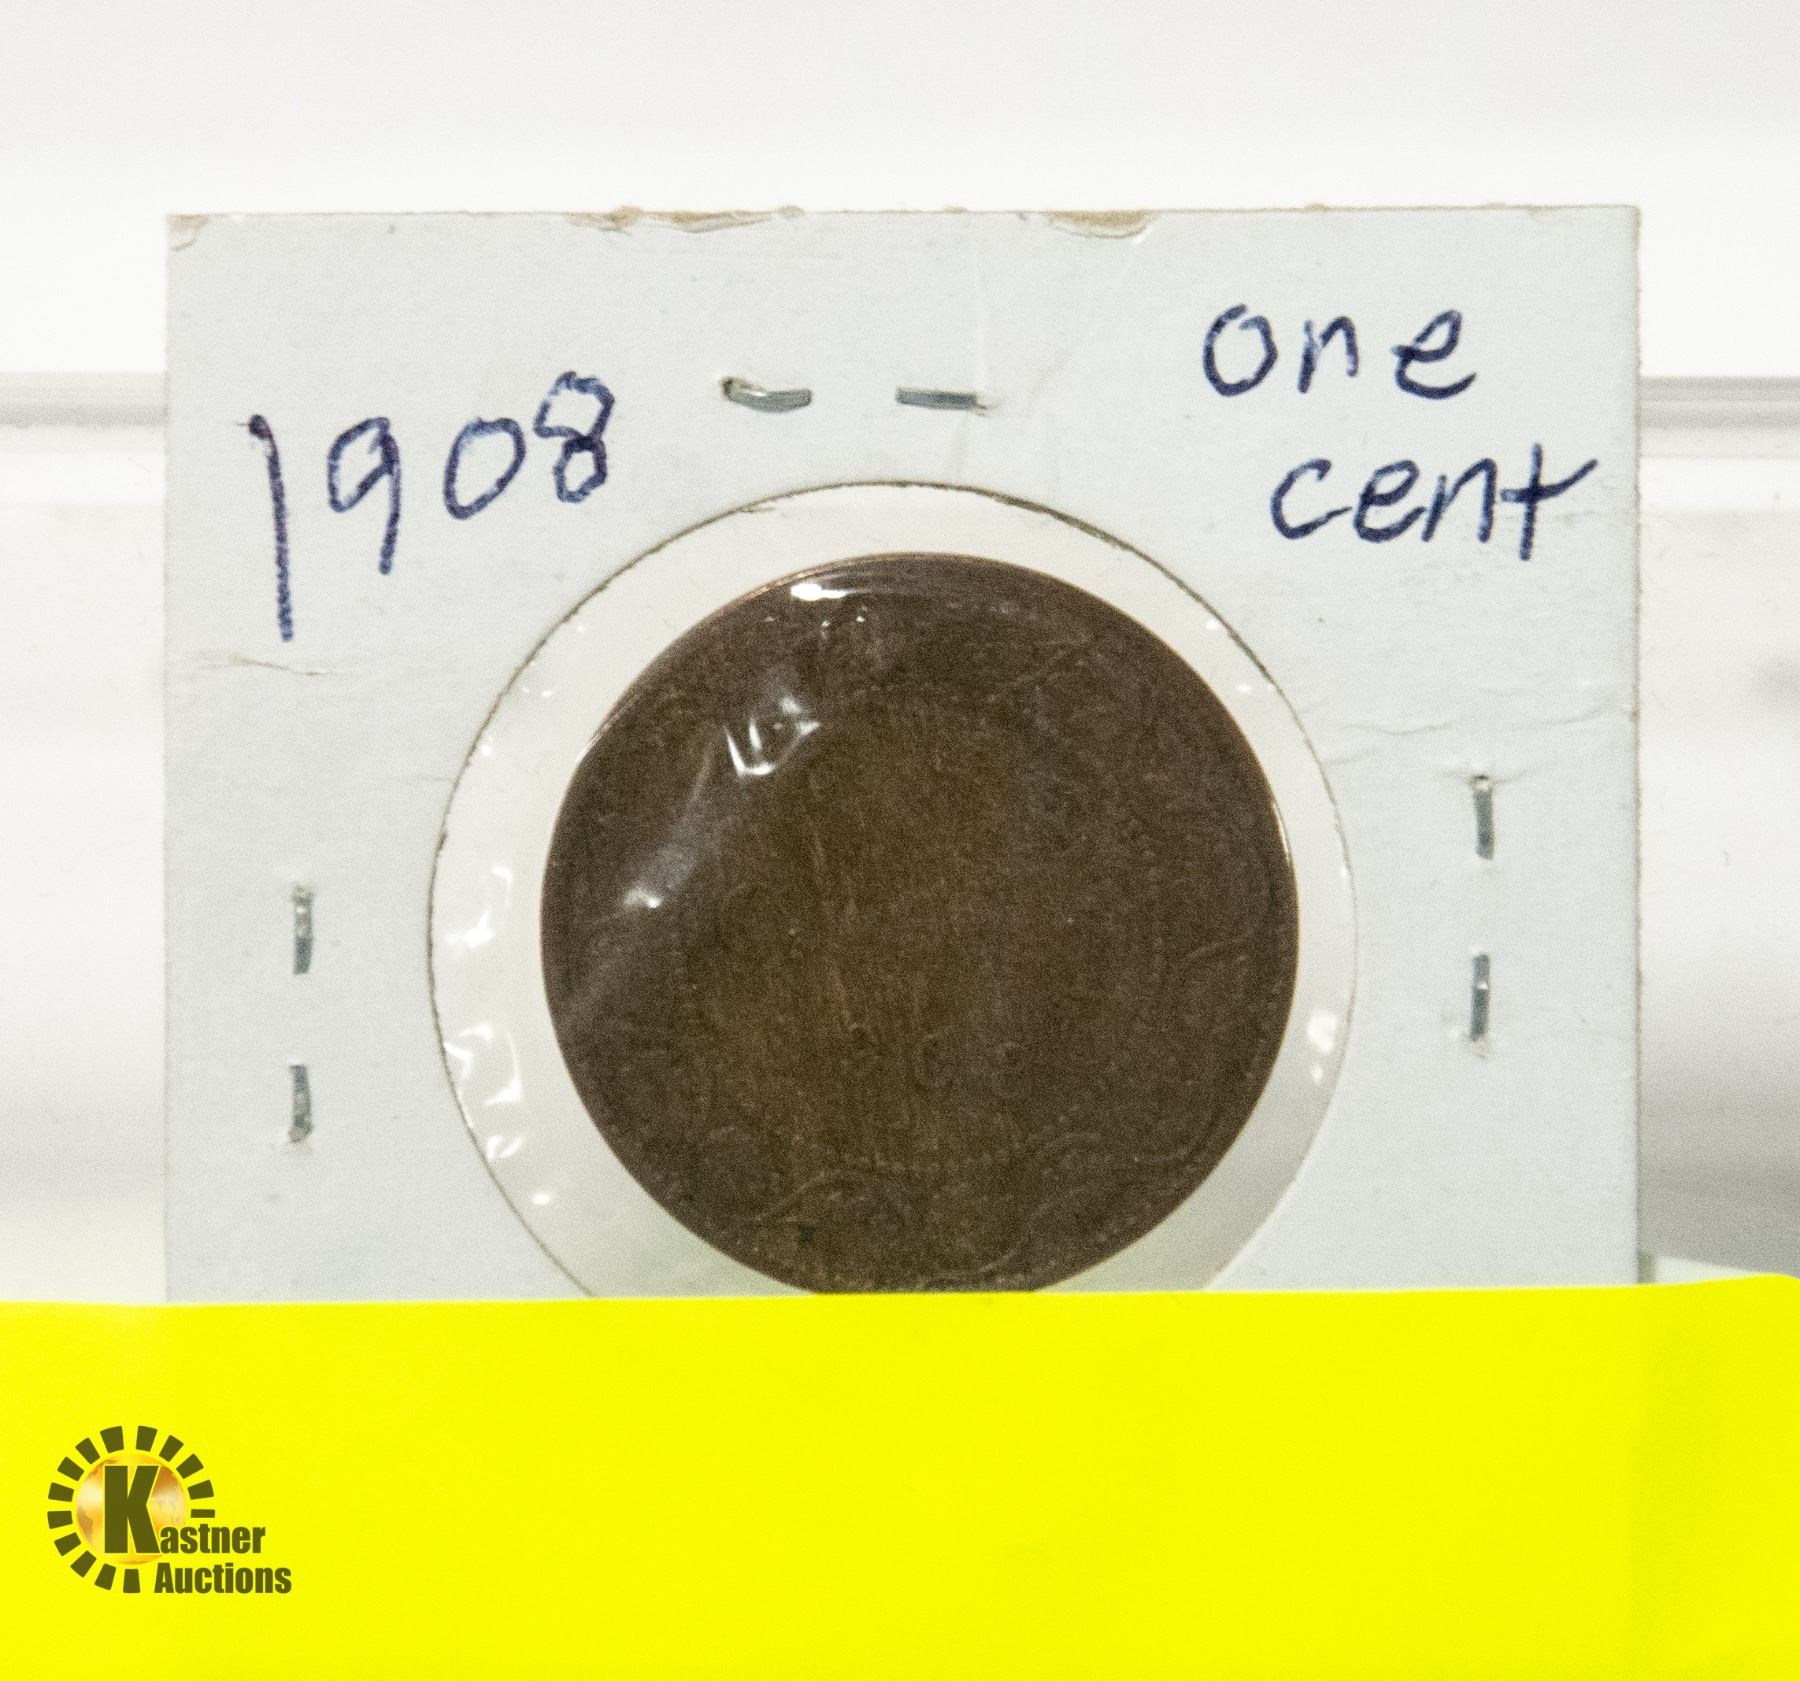 1908
one
cent
Kastner
Auctions